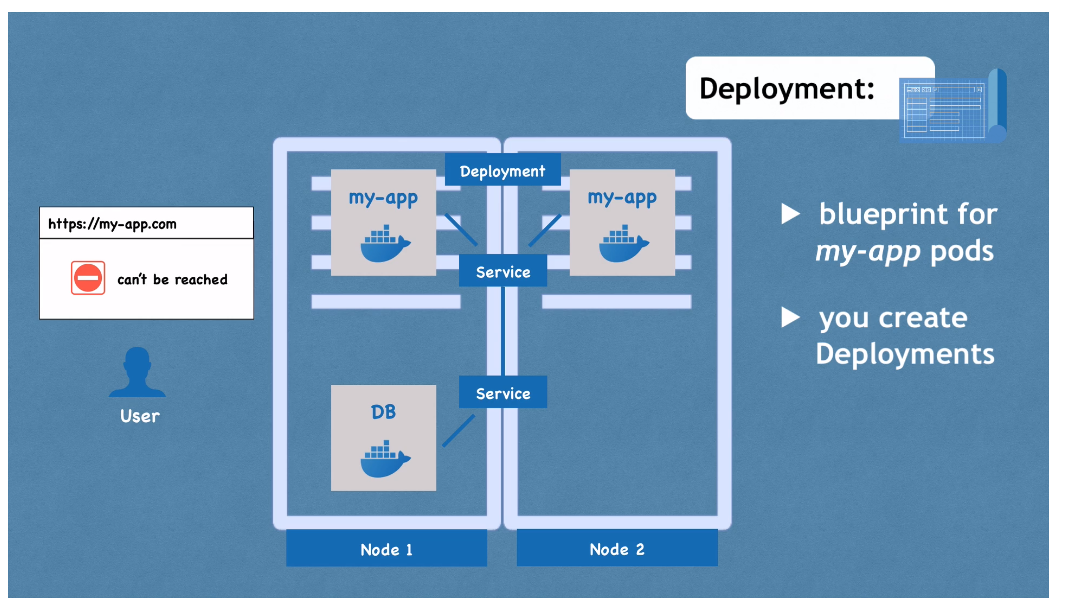 Deployment:
Deployment
my-app
my-app
https://my-app.com
can't be reached
Service
blueprint for
my-app pods
you create
Deployments
User
Service
DB
Node 1
Node 2